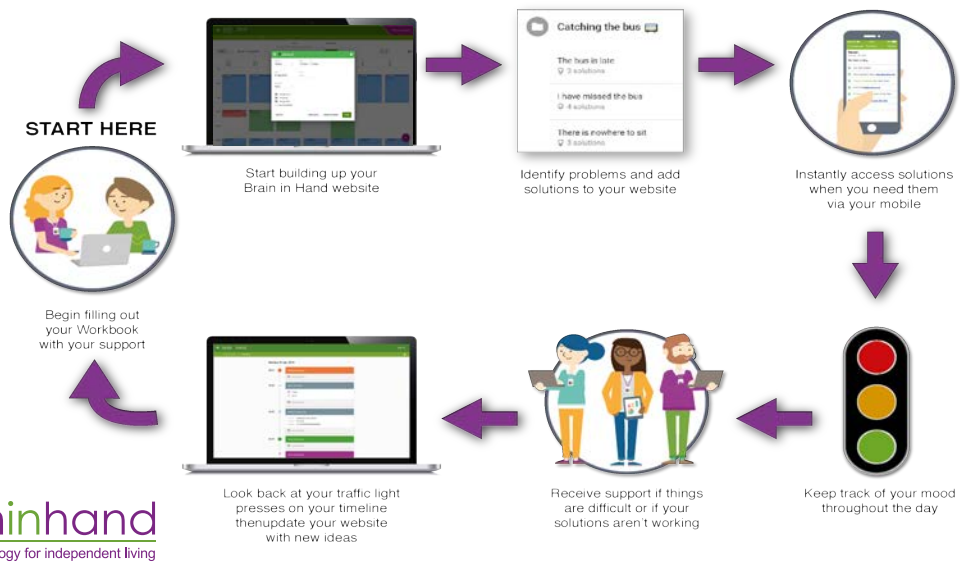 START HERE
Begin filling out
your Workbook
with your support
Start building up your
Brain in Hand website
Catching the bus
The bus is late
3 solutions
I have missed the bus
4 solutions
There is nowhere to sit
3 solutions
Identify problems and add
solutions to your website
Instantly access solutions
when you need them
via your mobile
Keep track of your mood
throughout the day
Receive support if things
are difficult or if your
solutions aren't working
Look back at your traffic light
presses on your timeline
thenupdate your website
with new ideas
inhand
ogy for independent living